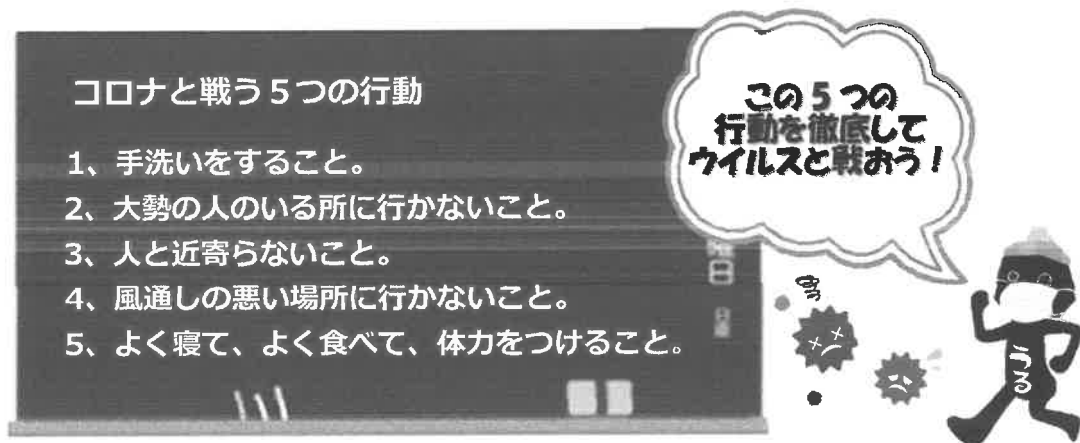 コロナと戦う５つの行動
1、手洗いをすること。
2、大勢の人のいる所に行かないこと。
3、人と近寄らないこと。
4、風通しの悪い場所に行かないこと。
5、よく寝て、よく食べて、体力をつけること。
この５つの
行動を徹底して
ウイルスと戦おう！
曜
日
日直
うる